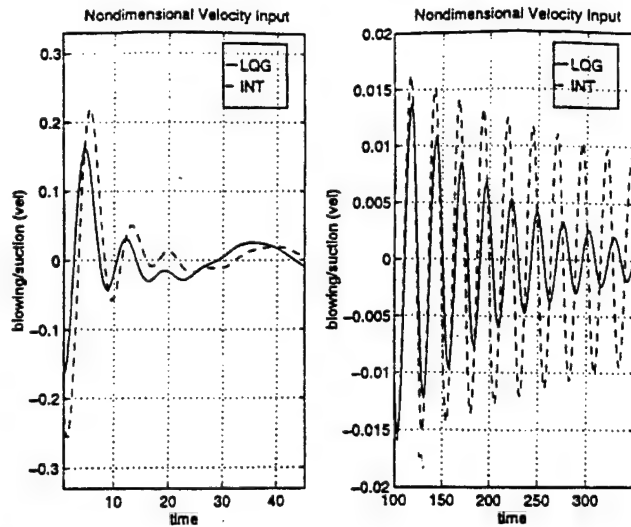 Nondimensional Velocity Input
LQG
INT
blowing/suction (vel)
0.3
0.2
0.1
0
−0.1
−0.2
−0.3
10
20
30
40
time
Nondimensional Velocity Input
LQG
INT
blowing/suction (vel)
0.02
0.015
0.01
0.005
0
−0.005
−0.01
−0.015
−0.02
100
150
200
250
300
time